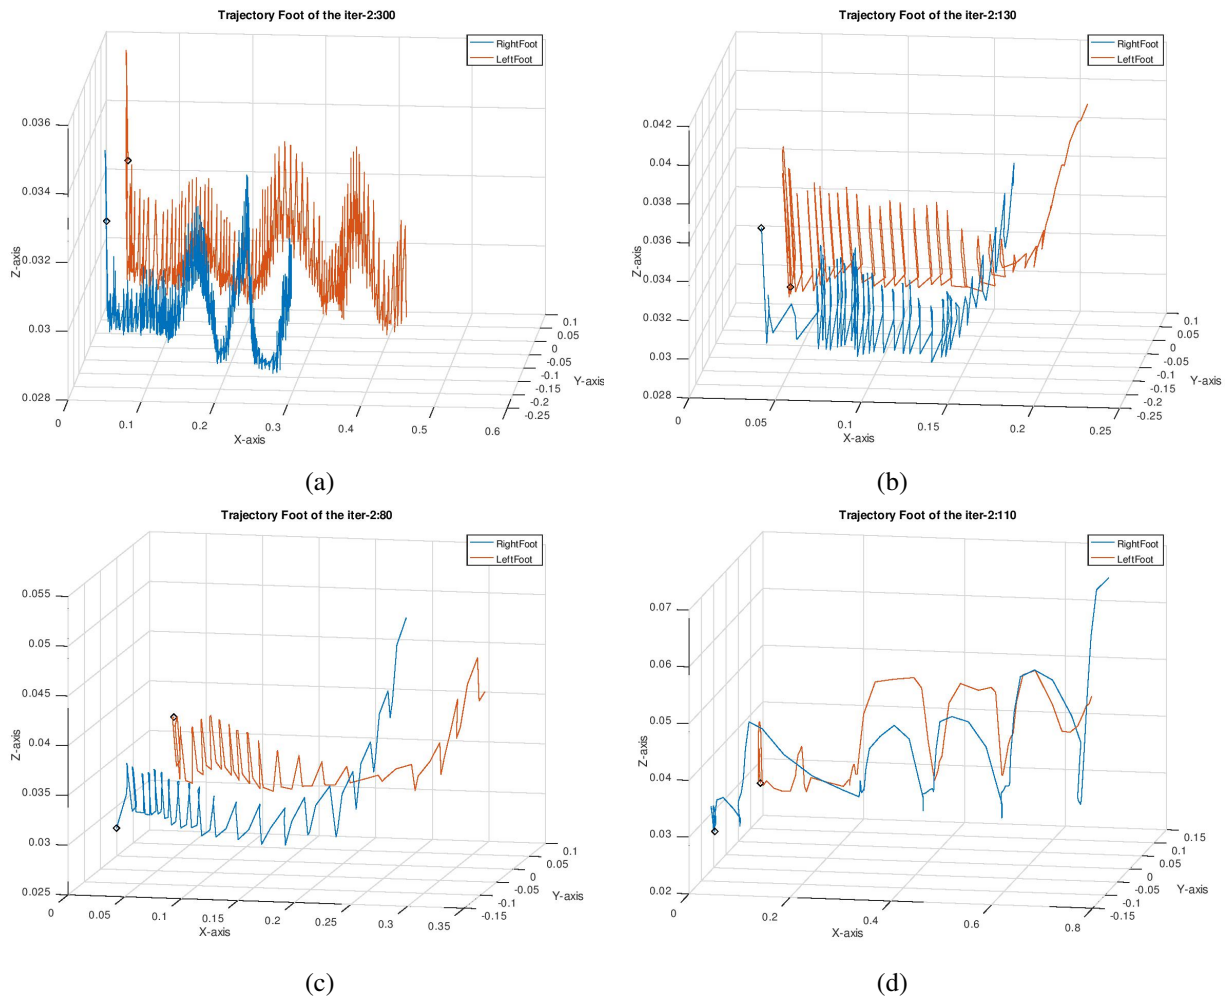 Trajectory Foot of the iter-2:300
RightFoot
LeftFoot
0.036
0.034
0.032
0.03
0.028
Z-axis
0
0.1
0.2
0.3
0.4
0.5
0.6
X-axis
0.1
0.05
0
-0.05
-0.1
-0.15
-0.2
-0.25
Y-axis
(a)
Trajectory Foot of the iter-2:130
RightFoot
LeftFoot
0.042
0.04
0.038
0.036
0.034
0.032
0.03
0.028
Z-axis
0
0.05
0.1
0.15
0.2
0.25
X-axis
0.1
0.05
0
-0.05
-0.1
-0.15
-0.2
-0.25
Y-axis
(b)
Trajectory Foot of the iter-2:80
RightFoot
LeftFoot
0.055
0.05
0.045
0.04
0.035
0.03
0.025
Z-axis
0
0.05
0.1
0.15
0.2
0.25
0.3
0.35
X-axis
0.1
0.05
0
-0.05
-0.1
-0.15
Y-axis
(c)
Trajectory Foot of the iter-2:110
RightFoot
LeftFoot
0.07
0.06
0.05
0.04
0.03
0.02
Z-axis
0
0.2
0.4
0.6
0.8
X-axis
0.15
0.1
0.05
0
-0.05
-0.1
-0.15
Y-axis
(d)